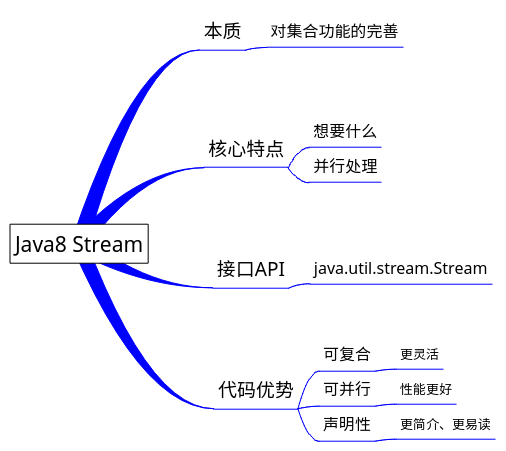 本质
对集合功能的完善
核心特点
想要什么
并行处理
Java8 Stream
接口API
java.util.stream.Stream
代码优势
可复合
更灵活
可并行
性能更好
声明性
更简介、更易读